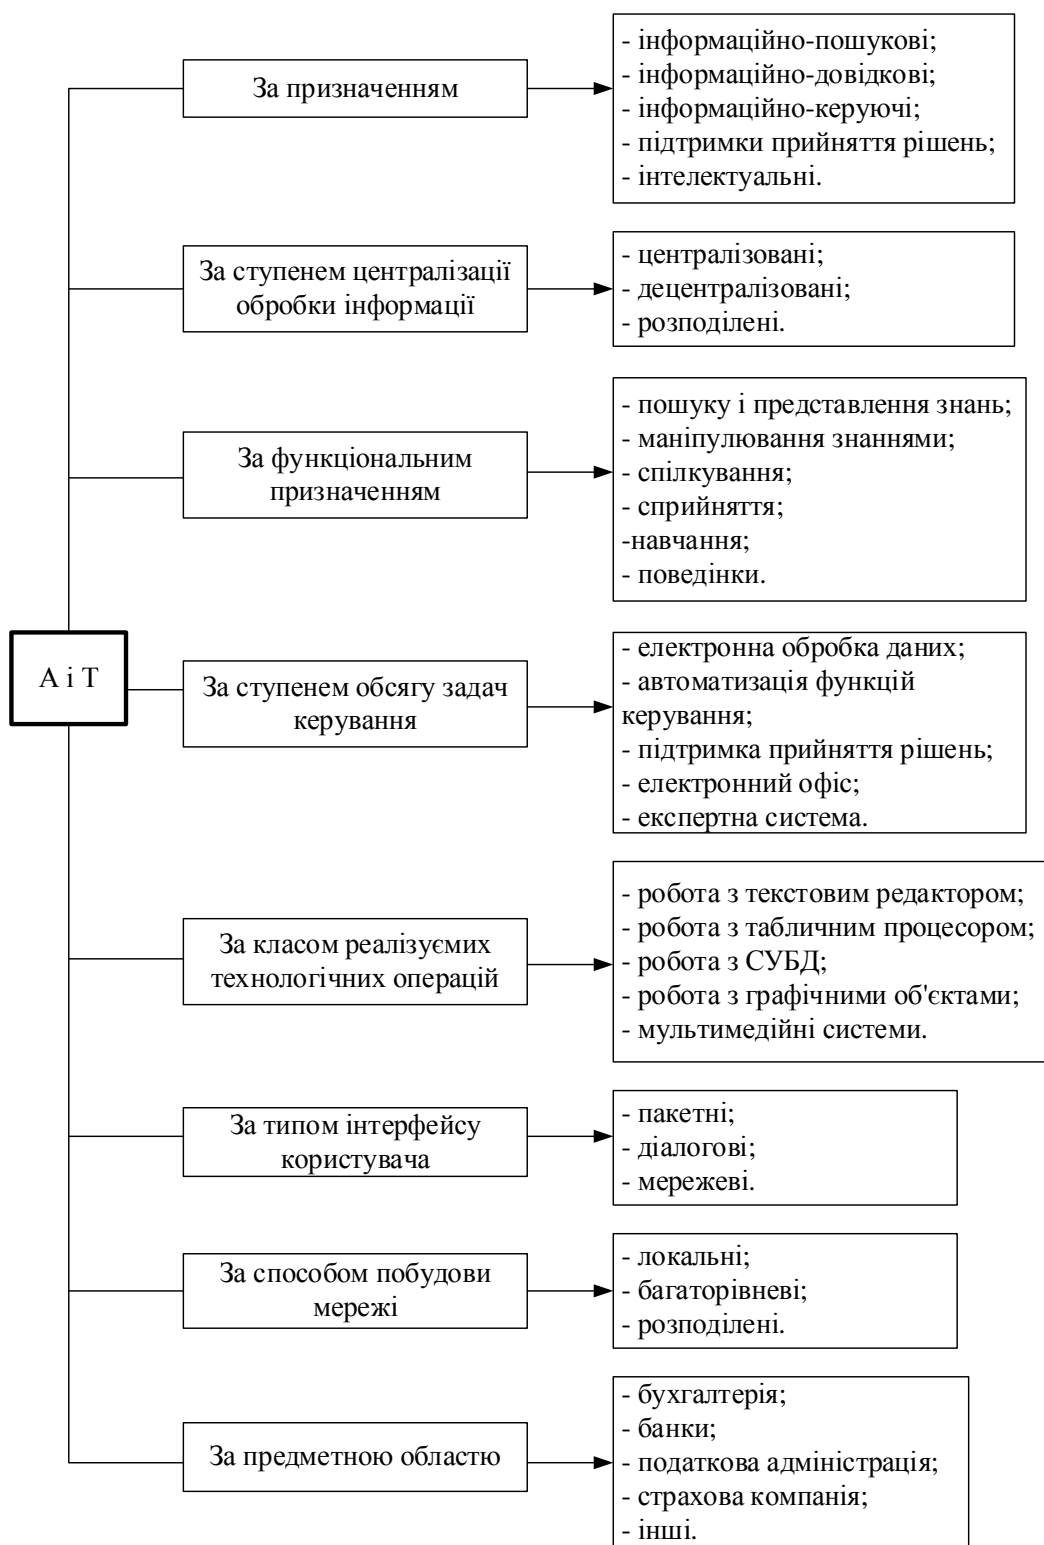 За призначенням
- інформаційно-пошукові;
- інформаційно-довідкові;
- інформаційно-керуючі;
- підтримки прийняття рішень;
- інтелектуальні.
За ступенем централізації
обробки інформації
- централізовані;
- децентралізовані;
- розподілені.
За функціональним
призначенням
- пошуку і представлення знань;
- маніпулювання знаннями;
- спілкування;
- сприйняття;
-навчання;
- поведінки.
А і Т
За ступенем обсягу задач
керування
- електронна обробка даних;
- автоматизація функцій
керування;
- підтримка прийняття рішень;
- електронний офіс;
- експертна система.
За класом реалізуємих
технологічних операцій
- робота з текстовим редактором;
- робота з табличним процесором;
- робота з СУБД;
- робота з графічними об'єктами;
- мультимедійні системи.
За типом інтерфейсу
користувача
- пакетні;
- діалогові;
- мережеві.
За способом побудови
мережі
- локальні;
- багаторівневі;
- розподілені.
За предметною областю
- бухгалтерія;
- банки;
- податкова адміністрація;
- страхова компанія;
- інші.